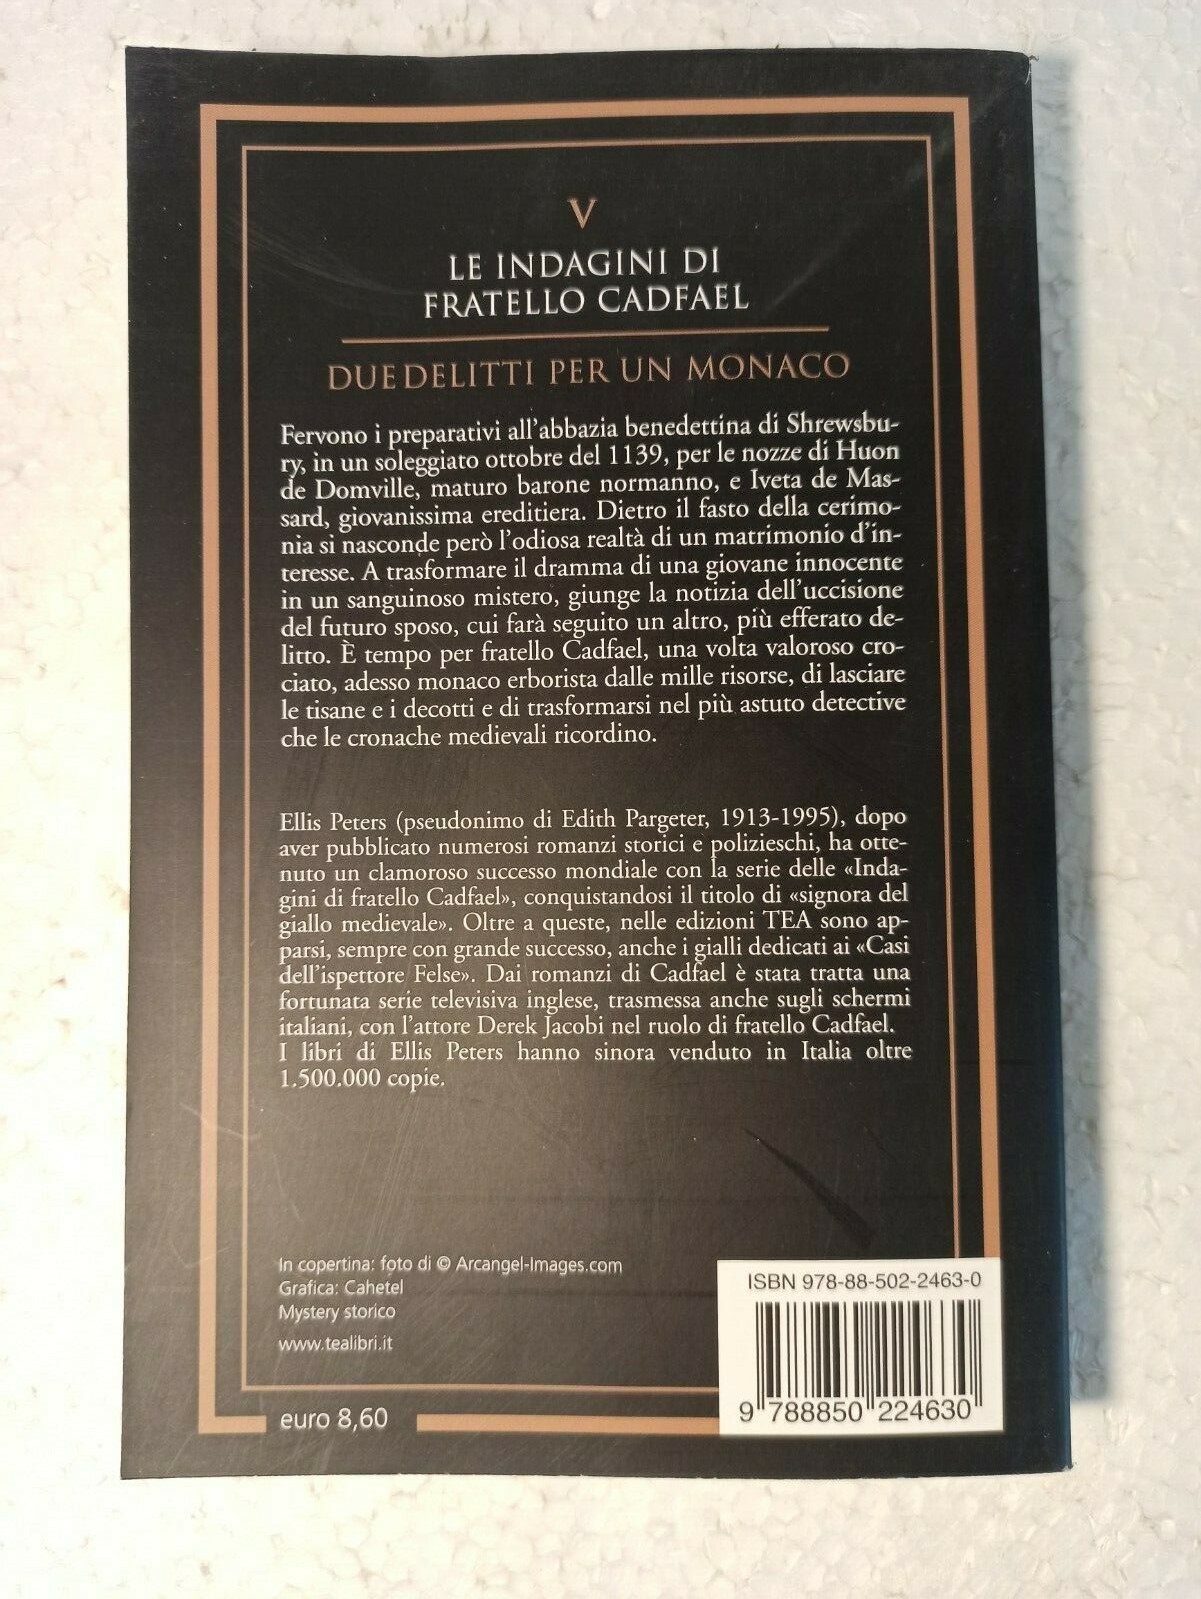 V
LE INDAGINI DI
FRATELLO CADFAEL
DUE DELITTI PER UN MONACO
Fervono i preparativi all'abbazia benedettina di Shrewsbu-
ry, in un soleggiato ottobre del 1139, per le nozze di Huon
de Domville, maturo barone normanno, e Iveta de Mas-
sard, giovanissima ereditiera. Dietro il fasto della cerimo-
nia si nasconde però l'odiosa realtà di un matrimonio d'in-
teresse. A trasformare il dramma di una giovane innocente
in un sanguinoso mistero, giunge la notizia dell'uccisione
del futuro sposo, cui farà seguito un altro, più efferato de-
litto. È tempo per fratello Cadfael, una volta valoroso cro-
ciato, adesso monaco erborista dalle mille risorse, di lasciare
le tisane e i decotti e di trasformarsi nel più astuto detective
che le cronache medievali ricordino.
Ellis Peters (pseudonimo di Edith Pargeter, 1913-1995), dopo
aver pubblicato numerosi romanzi storici e polizieschi, ha otte-
nuto un clamoroso successo mondiale con la serie delle «Inda-
gini di fratello Cadfael», conquistandosi il titolo di «signora del
giallo medievale». Oltre a queste, nelle edizioni TEA sono ap-
parsi, sempre con grande successo, anche i gialli dedicati ai «Casi
dell'ispettore Felse». Dai romanzi di Cadfael è stata tratta una
fortunata serie televisiva inglese, trasmessa anche sugli schermi
italiani, con l'attore Derek Jacobi nel ruolo di fratello Cadfael.
I libri di Ellis Peters hanno sinora venduto in Italia oltre
1.500.000 copie.
In copertina: foto di © Arcangel-Images.com
Grafica: Cahetel
Mystery storico
www.tealibri.it
euro 8,60
ISBN 978-88-502-2463-0
9 788850 224630